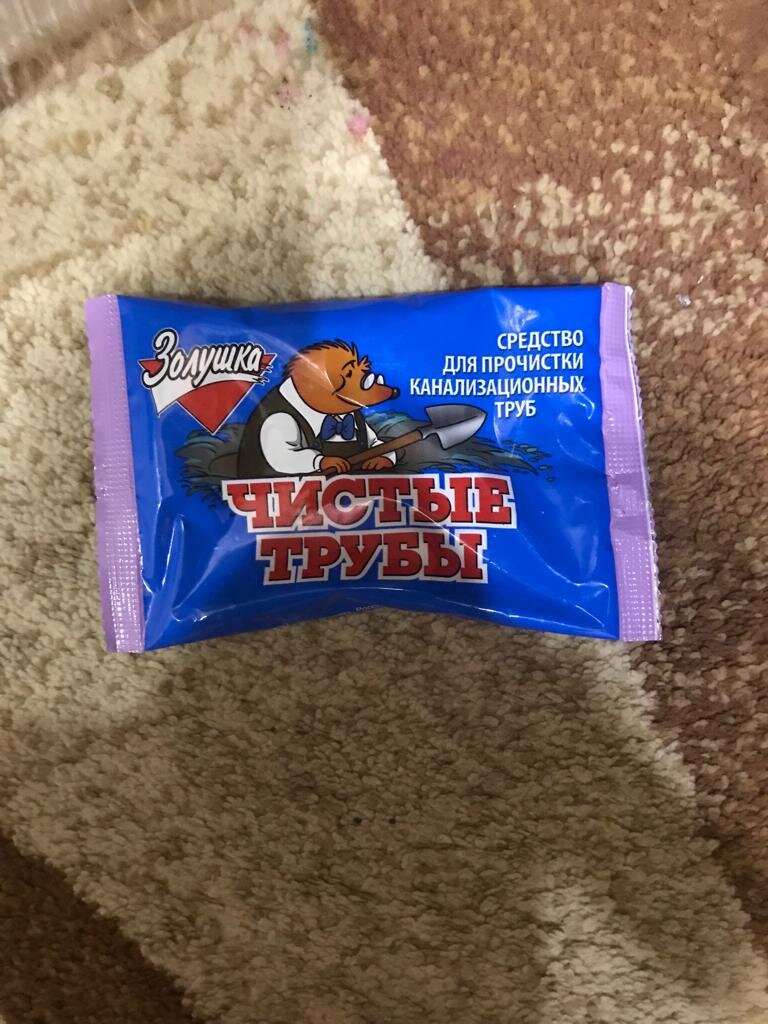 Золушка
СРЕДСТВО
ДЛЯ ПРОЧИСТКИ
КАНАЛИЗАЦИОННЫХ
ТРУБ
ЧИСТЫЕ
ТРУБЫ